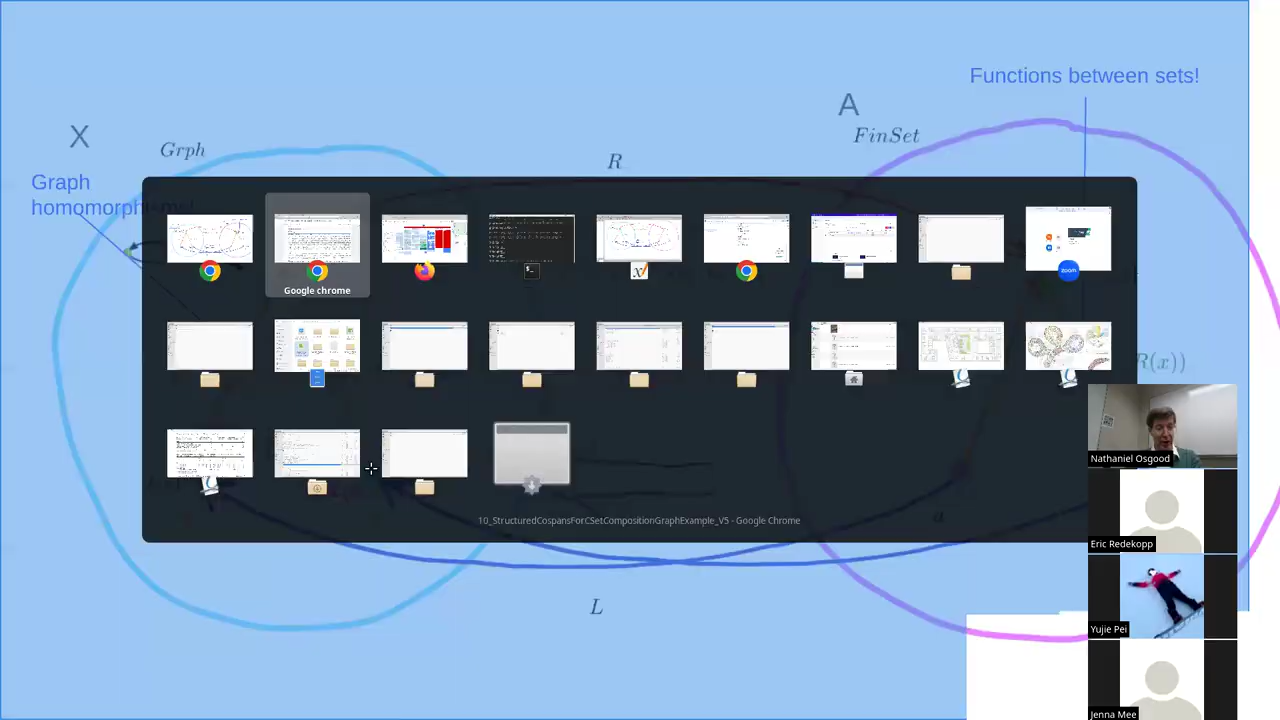 Functions between sets!
X
A
Grph
FinSet
R
Graph
homomorph
Google chrome
zoom
R(x))
Nathaniel Osgood
10_StructuredCospansForCSetCompositionGraphExample_V5 - Google Chrome
a
Eric Redekopp
L
Yujie Pei
Jenna Mee